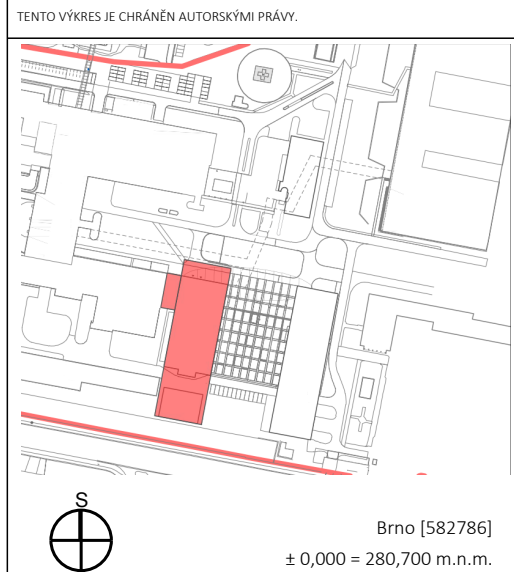 TENTO VÝKRES JE CHRÁNĚN AUTORSKÝMI PRÁVY.
S
Brno [582786]
± 0,000 = 280,700 m.n.m.